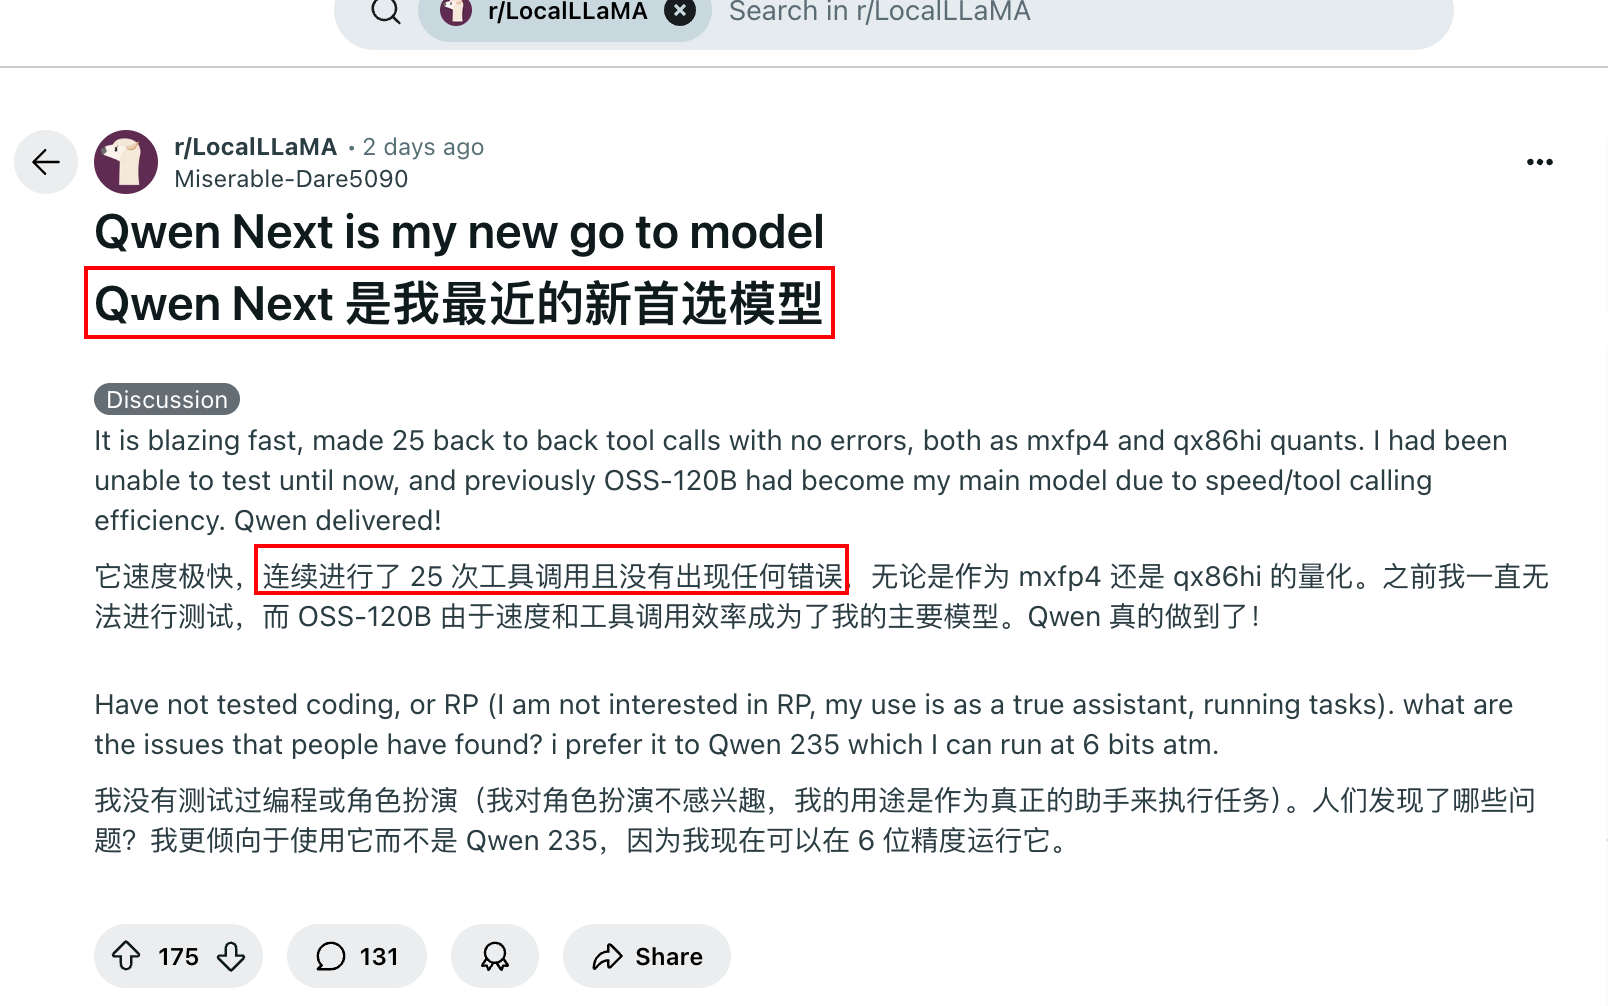 r/LocalLLaMA Search in r/LocalLLaMA
r/LocalLLaMA • 2 days ago
Miserable-Dare5090
Qwen Next is my new go to model
Qwen Next 是我最近的新首选模型
Discussion
It is blazing fast, made 25 back to back tool calls with no errors, both as mxfp4 and qx86hi quants. I had been
unable to test until now, and previously OSS-120B had become my main model due to speed/tool calling
efficiency. Qwen delivered!
它速度极快，连续进行了 25 次工具调用且没有出现任何错误，无论是作为 mxfp4 还是 qx86hi 的量化。之前我一直无
法进行测试，而 OSS-120B 由于速度和工具调用效率成为了我的主要模型。Qwen 真的做到了！
Have not tested coding, or RP (I am not interested in RP, my use is as a true assistant, running tasks). what are
the issues that people have found? i prefer it to Qwen 235 which I can run at 6 bits atm.
我没有测试过编程或角色扮演（我对角色扮演不感兴趣，我的用途是作为真正的助手来执行任务）。人们发现了哪些问
题？我更倾向于使用它而不是 Qwen 235，因为我现在可以在 6 位精度运行它。
175 131 Share